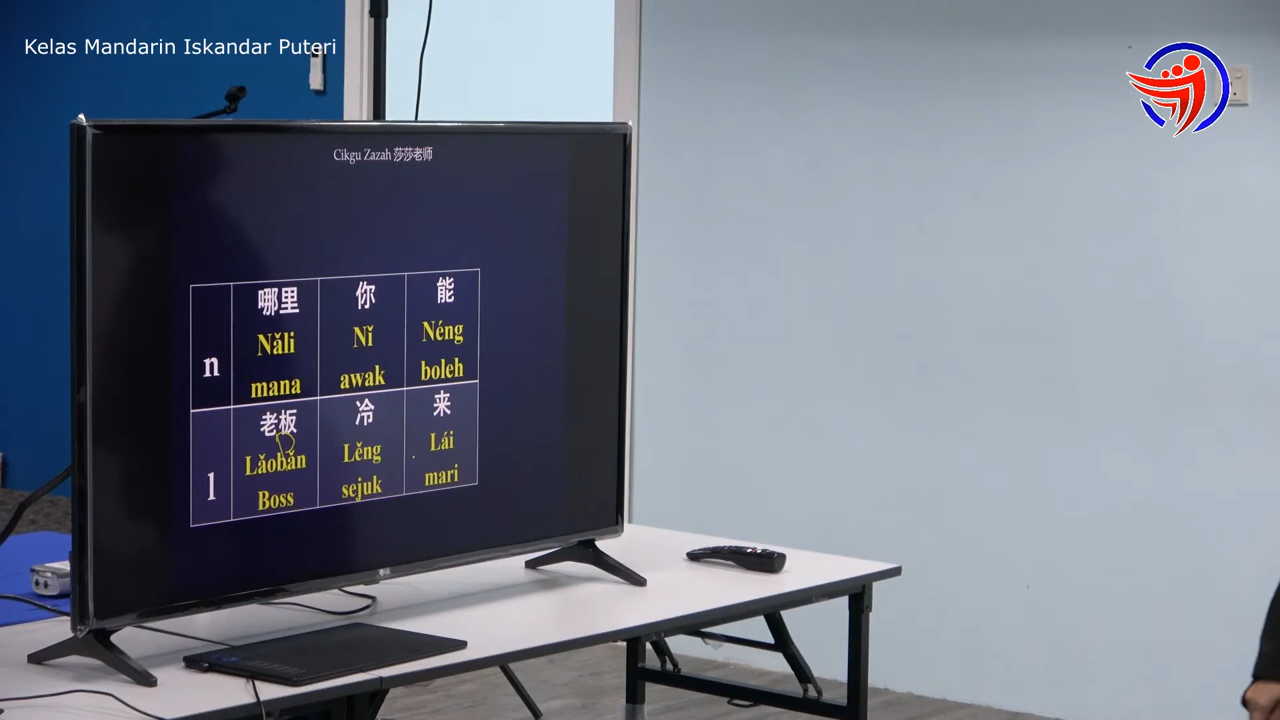 Kelas Mandarin Iskandar Puteri
Cikgu Zazah 莎莎老师
n
哪里
Nǎli
mana
你
Nǐ
awak
能
Néng
boleh
l
老板
Lǎobǎn
Boss
冷
Lěng
sejuk
来
Lái
mari